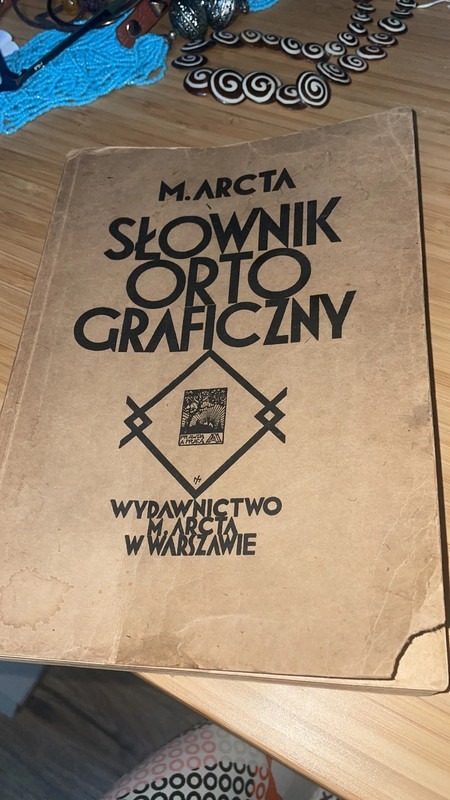 M. ARCTA
SŁOWNIK
ORTO
GRAFICZNY
WYDAWNICTWO
M. ARCTA
W WARSZAWIE